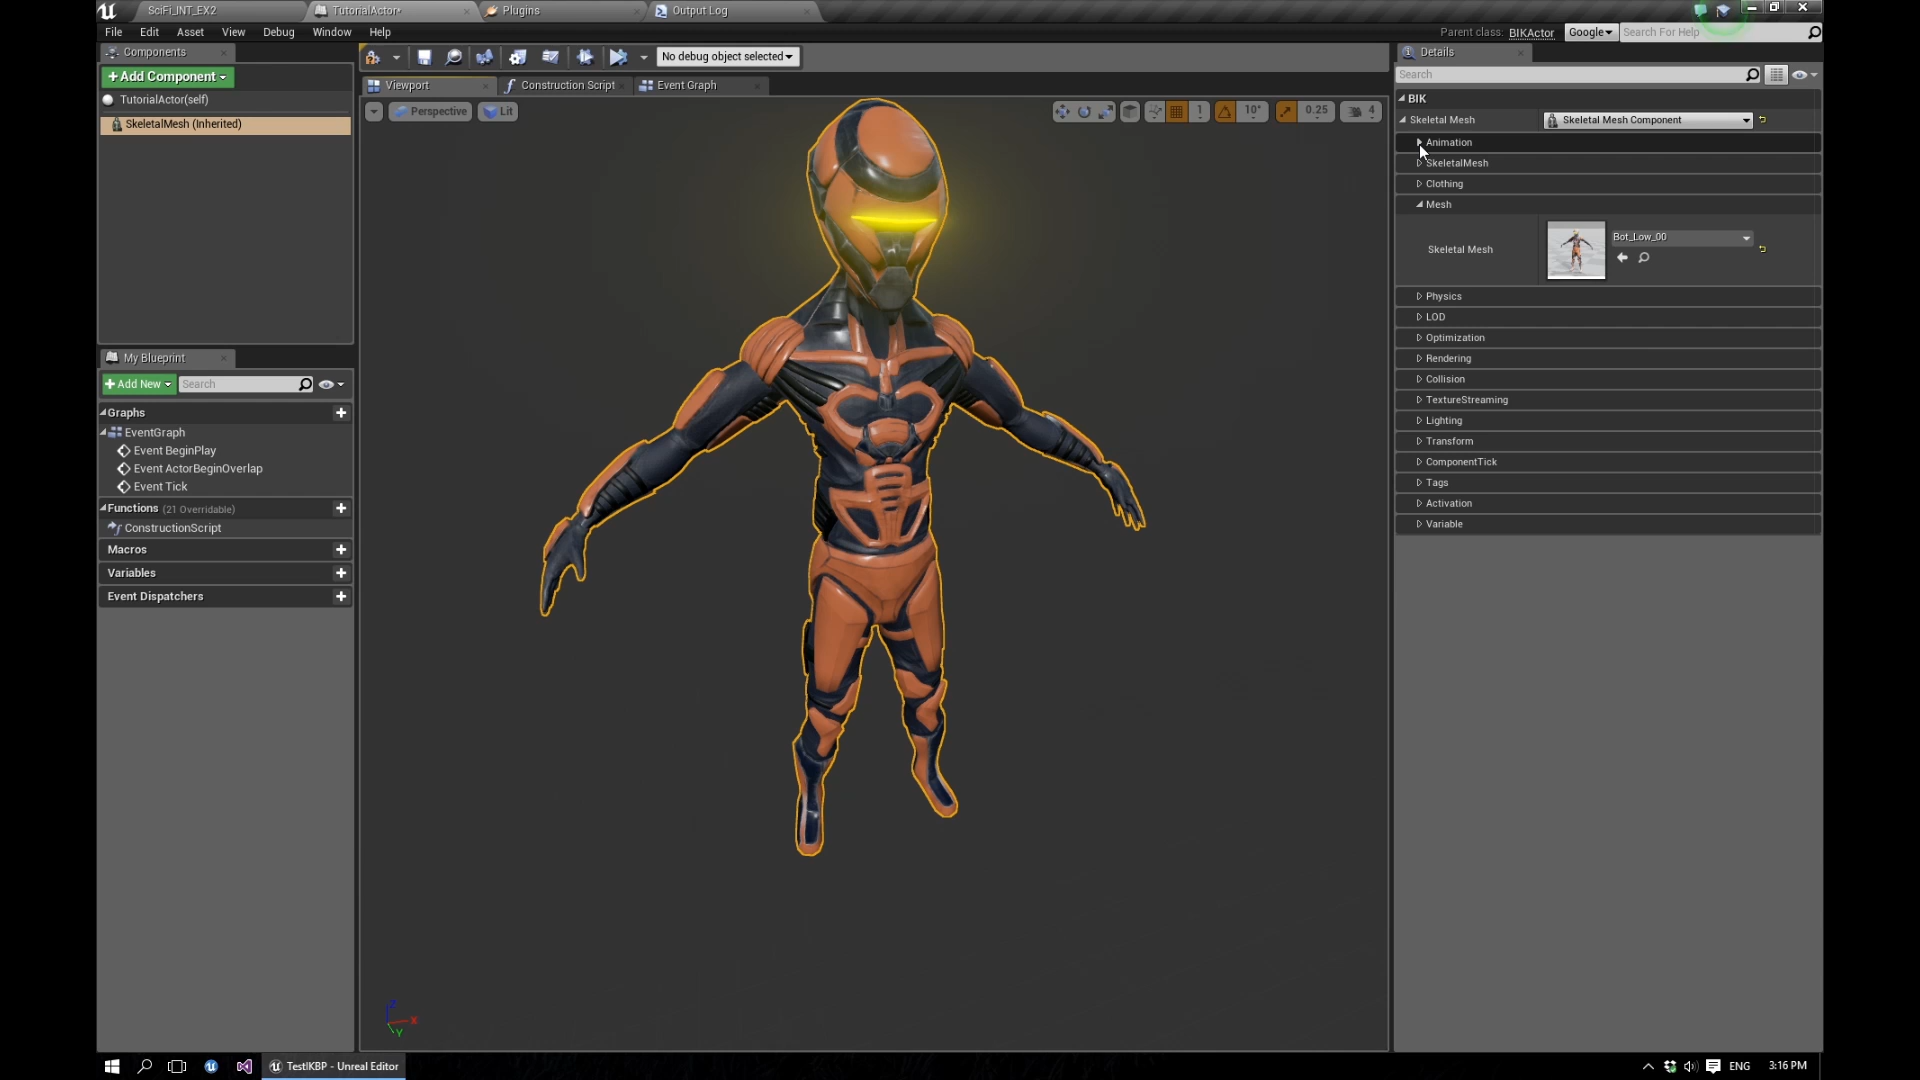 SciFi_INT_EX2
TutorialActor*
Plugins
Output Log
File Edit Asset View Debug Window Help
Parent class: BIKActor
Google
Search For Help
Components
+Add Component
TutorialActor(self)
SkeletalMesh (Inherited)
My Blueprint
+Add New
Search
Graphs
EventGraph
Event BeginPlay
Event ActorBeginOverlap
Event Tick
Functions (21 Overridable)
ConstructionScript
Macros
Variables
Event Dispatchers
No debug object selected
Viewport
Construction Script
Event Graph
Perspective
Lit
1
10°
0.25
4
Z
X
Y
Details
Search
BIK
Skeletal Mesh
Skeletal Mesh Component
Animation
SkeletalMesh
Clothing
Mesh
Skeletal Mesh
Bot_Low_00
Physics
LOD
Optimization
Rendering
Collision
TextureStreaming
Lighting
Transform
ComponentTick
Tags
Activation
Variable
TestIKBP - Unreal Editor
ENG
3:16 PM